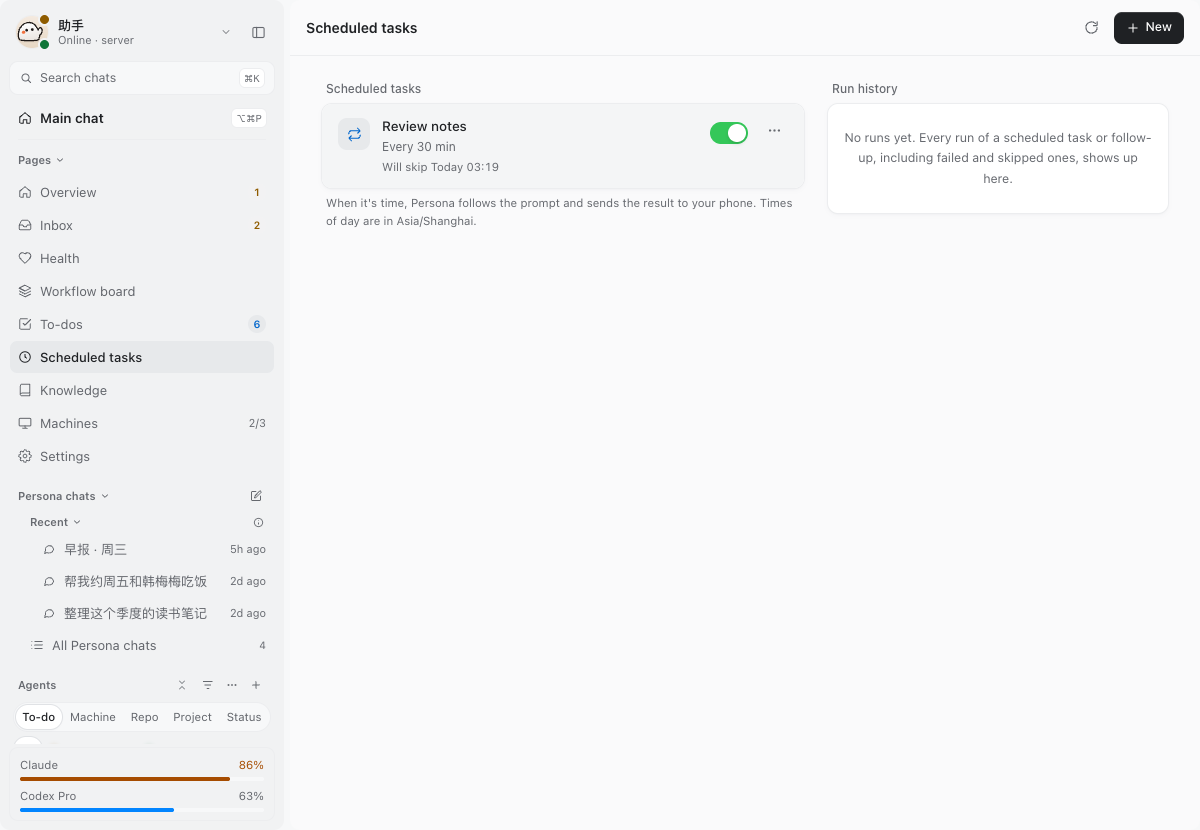 助手
Online · server
Search chats
⌘K
Main chat
⌥⌘P
Pages
Overview
1
Inbox
2
Health
Workflow board
To-dos
6
Scheduled tasks
Knowledge
Machines
2/3
Settings
Persona chats
Recent
早报 · 周三
5h ago
帮我约周五和韩梅梅吃饭
2d ago
整理这个季度的读书笔记
2d ago
All Persona chats
4
Agents
To-do
Machine
Repo
Project
Status
Claude
86%
Codex Pro
63%
Scheduled tasks
New
Scheduled tasks
Review notes
Every 30 min
Will skip Today 03:19
When it's time, Persona follows the prompt and sends the result to your phone. Times
of day are in Asia/Shanghai.
Run history
No runs yet. Every run of a scheduled task or follow-
up, including failed and skipped ones, shows up
here.